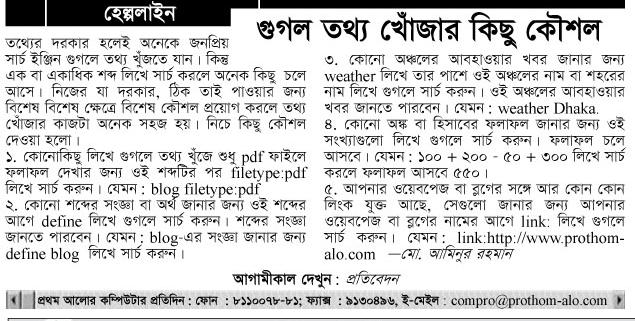 হেল্পলাইন
গুগল তথ্য খোঁজার কিছু কৌশল
তথ্যের দরকার হলেই অনেকে জনপ্রিয়
সার্চ ইঞ্জিন গুগলে তথ্য খুঁজতে যান। কিন্তু
এক বা একাধিক শব্দ লিখে সার্চ করলে অনেক কিছু চলে
আসে। নিজের যা দরকার, ঠিক তাই পাওয়ার জন্য
বিশেষ বিশেষ ক্ষেত্রে বিশেষ কৌশল প্রয়োগ করলে তথ্য
খোঁজার কাজটা অনেক সহজ হয়। নিচে কিছু কৌশল
দেওয়া হলো।
১. কোনোকিছু লিখে গুগলে তথ্য খুঁজে শুধু pdf ফাইলে
ফলাফল দেখার জন্য ওই শব্দটির পর filetype:pdf
লিখে সার্চ করুন। যেমন : blog filetype:pdf
২. কোনো শব্দের সংজ্ঞা বা অর্থ জানার জন্য ওই শব্দের
আগে define লিখে গুগলে সার্চ করুন। শব্দের সংজ্ঞা
জানতে পারবেন। যেমন : blog-এর সংজ্ঞা জানার জন্য
define blog লিখে সার্চ করুন।
৩. কোনো অঞ্চলের আবহাওয়ার খবর জানার জন্য
weather লিখে তার পাশে ওই অঞ্চলের নাম বা শহরের
নাম লিখে গুগলে সার্চ করুন। ওই অঞ্চলের আবহাওয়ার
খবর জানতে পারবেন। যেমন : weather Dhaka.
৪. কোনো অঙ্ক বা হিসাবের ফলাফল জানার জন্য ওই
সংখ্যাগুলো লিখে গুগলে সার্চ করুন। ফলাফল চলে
আসবে। যেমন : ১০০ + ২০০ - ৫০ + ৩০০ লিখে সার্চ
করলে ফলাফল আসবে ৫৫০।
৫. আপনার ওয়েবপেজ বা ব্লগের সঙ্গে আর কোন কোন
লিংক যুক্ত আছে, সেগুলো জানার জন্য আপনার
ওয়েবপেজ বা ব্লগের নামের আগে link: লিখে গুগলে
সার্চ করুন। যেমন : link:http://www.prothom-
alo.com —মো. আমিনুর রহমান
আগামীকাল দেখুন : প্রতিবেদন
প্রথম আলোর কম্পিউটার প্রতিদিন : ফোন : ৮১১০০৭৮-৮১; ফ্যাক্স : ৯১৩০৪৯৬, ই-মেইল : compro@prothom-alo.com